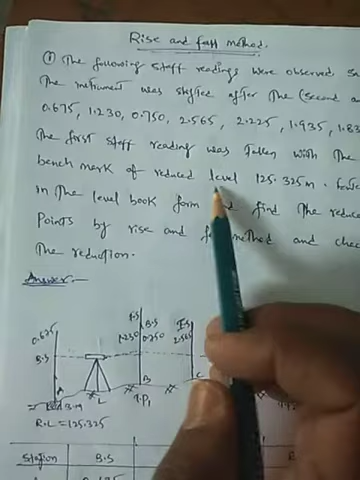 Rise and fall method.
① The following staff readings were observed
The instrument was shifted after The (second
0.675, 1.230, 0.750, 2.565, 2.225, 1.935, 1.83
The first staff reading was Taken with The
bench mark of reduced level 125.325m.
in The level book form find The reduce
Points by rise and method and chec
The reduction.
Answer:-
0.675
B.S
A
R.L = 125.325
L
F.S
1.230
B.S
0.750
B
T.P1
I.S
2.565
C
Station B.S